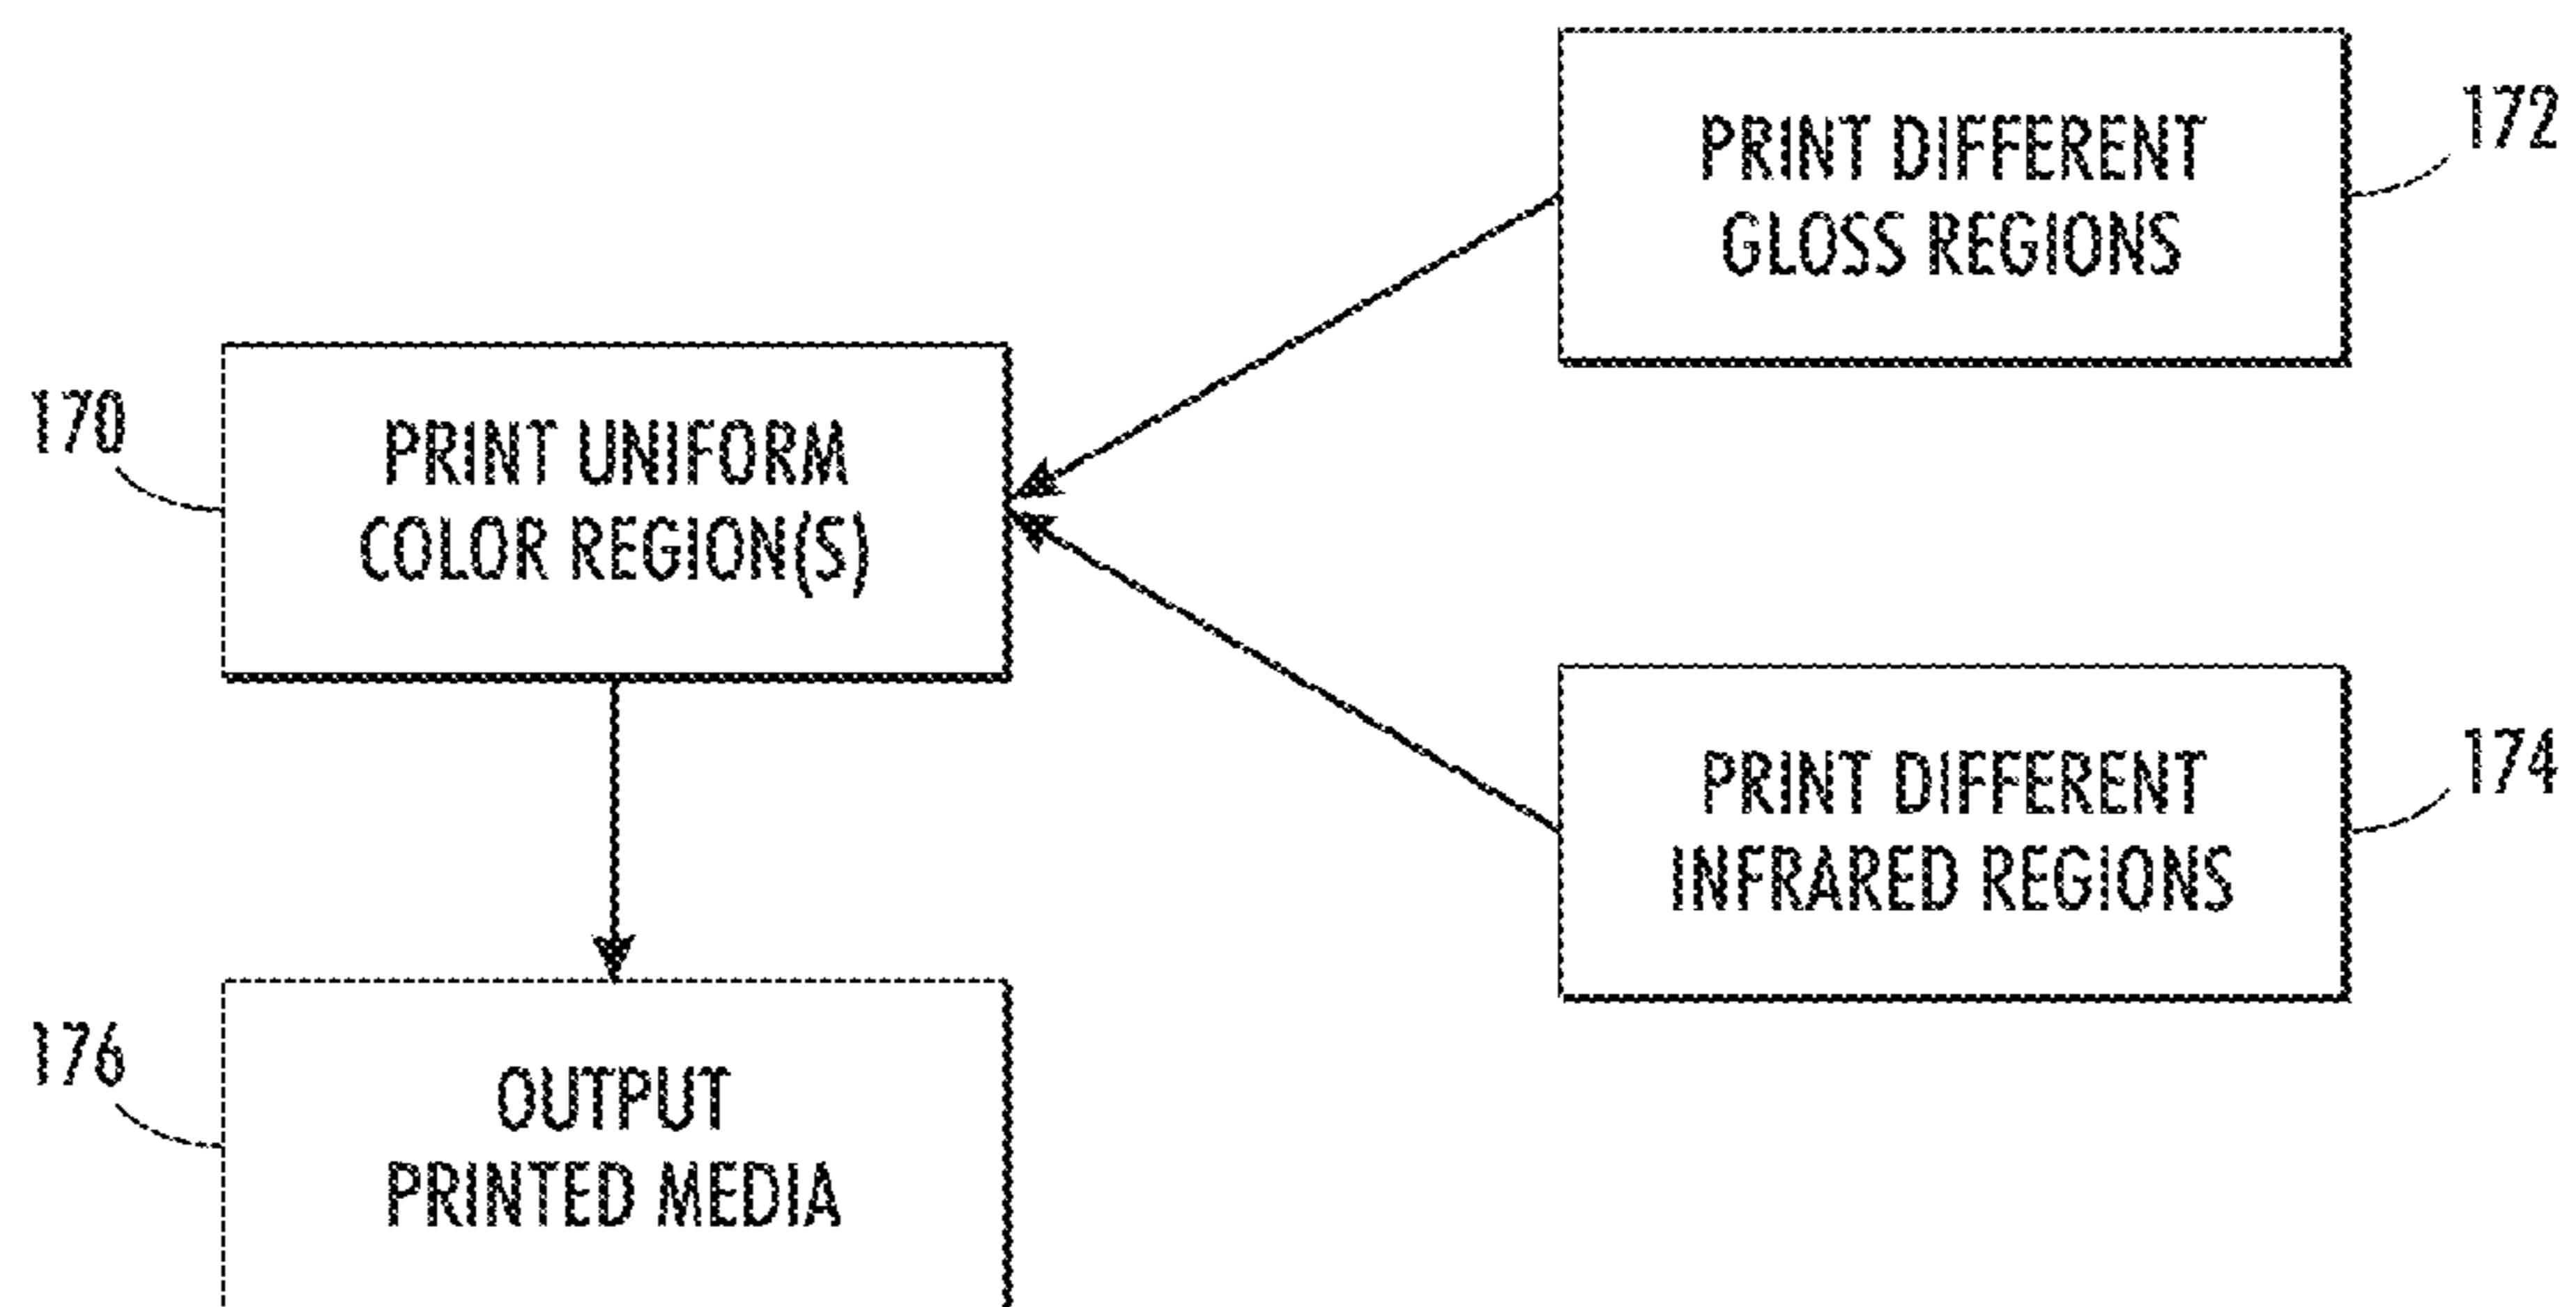 PRINT DIFFERENT
GLOSS REGIONS
172
170
PRINT UNIFORM
COLOR REGION(S)
PRINT DIFFERENT
INFRARED REGIONS
174
176
OUTPUT
PRINTED MEDIA